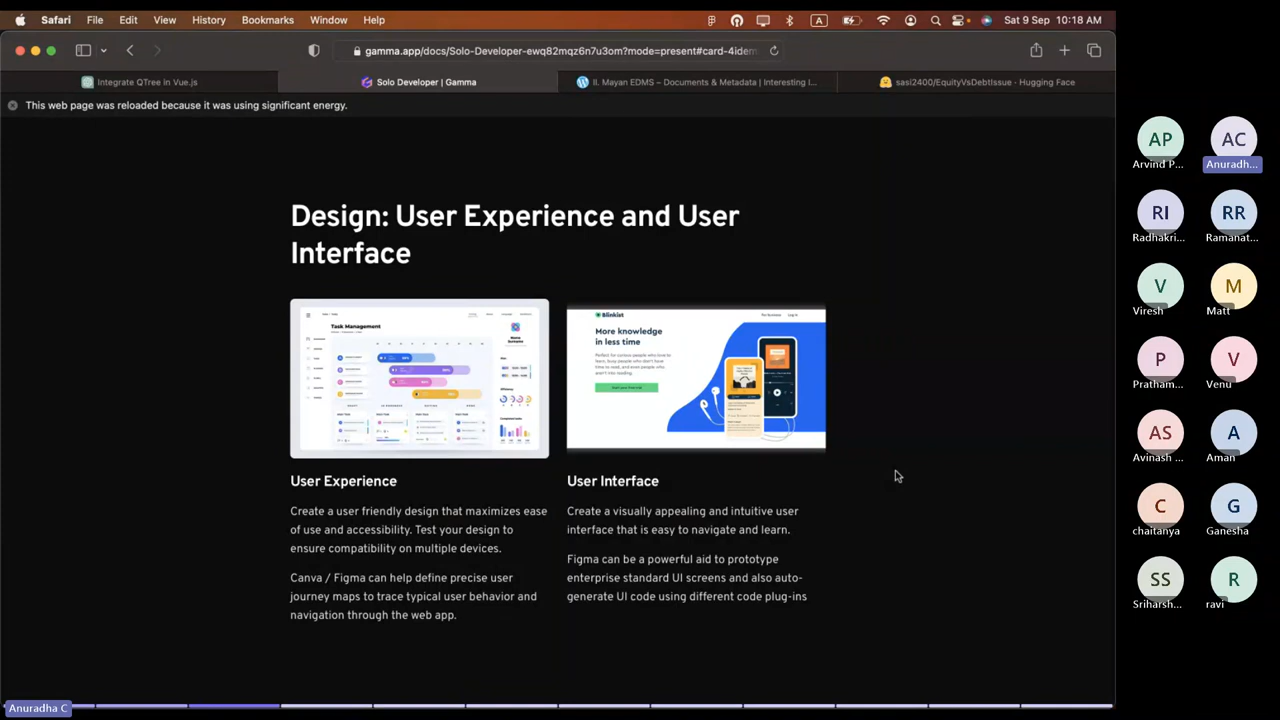 Safari File Edit View History Bookmarks Window Help
A
Sat 9 Sep 10:18 AM
gamma.app/docs/Solo-Developer-ewq82mqz6n7u3om?mode=present#card-4idem
Integrate QTree in Vue.js
Solo Developer | Gamma
II. Mayan EDMS – Documents & Metadata | Interesting I...
sasi2400/EquityVsDebtIssue · Hugging Face
This web page was reloaded because it was using significant energy.
Design: User Experience and User
Interface
Task Management
Blinkist
More knowledge
in less time
User Experience
Create a user friendly design that maximizes ease
of use and accessibility. Test your design to
ensure compatibility on multiple devices.
Canva / Figma can help define precise user
journey maps to trace typical user behavior and
navigation through the web app.
User Interface
Create a visually appealing and intuitive user
interface that is easy to navigate and learn.
Figma can be a powerful aid to prototype
enterprise standard UI screens and also auto-
generate UI code using different code plug-ins
AP
Arvind P...
AC
Anuradh...
RI
Radhakri...
RR
Ramanat...
V
Viresh
M
Matt
P
Pratham...
V
Venu
AS
Avinash ...
A
Aman
C
chaitanya
G
Ganesha
SS
Sriharsh...
R
ravi
Anuradha C